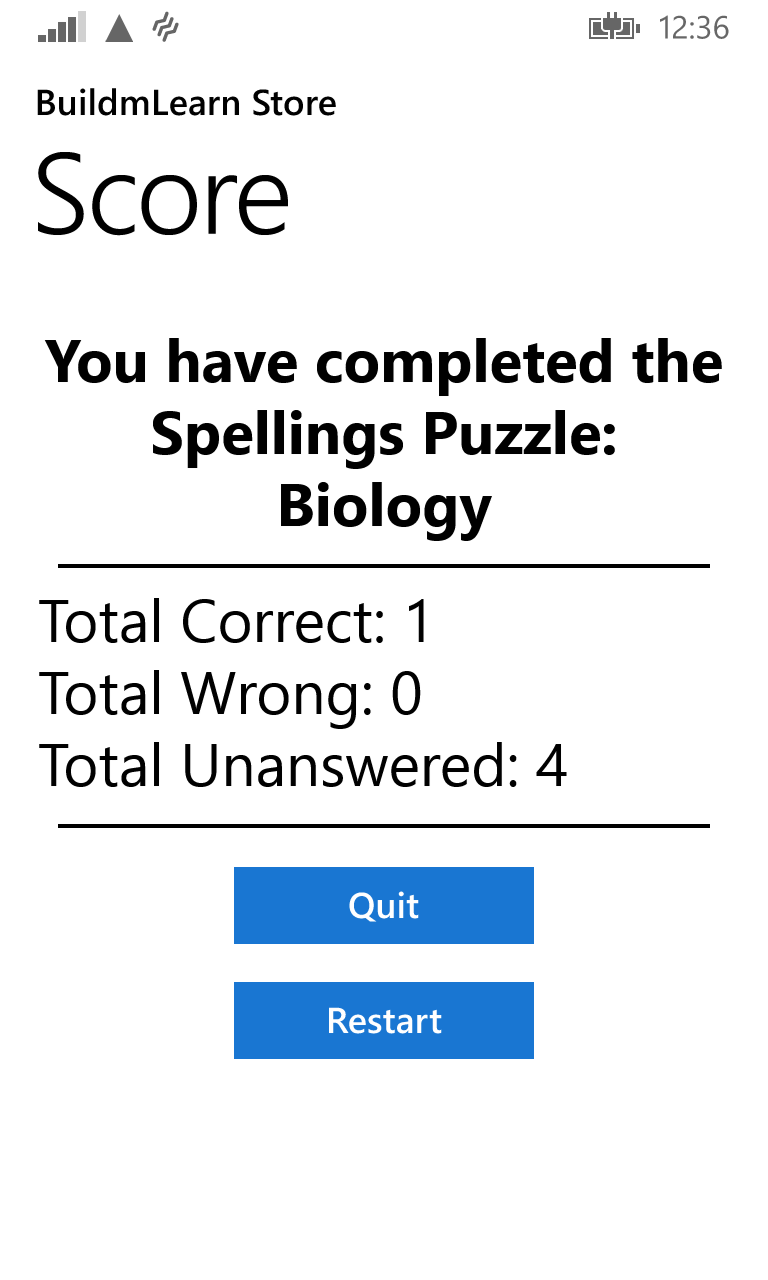 12:36
BuildmLearn Store
Score
You have completed the
Spellings Puzzle:
Biology
Total Correct: 1
Total Wrong: 0
Total Unanswered: 4
Quit
Restart